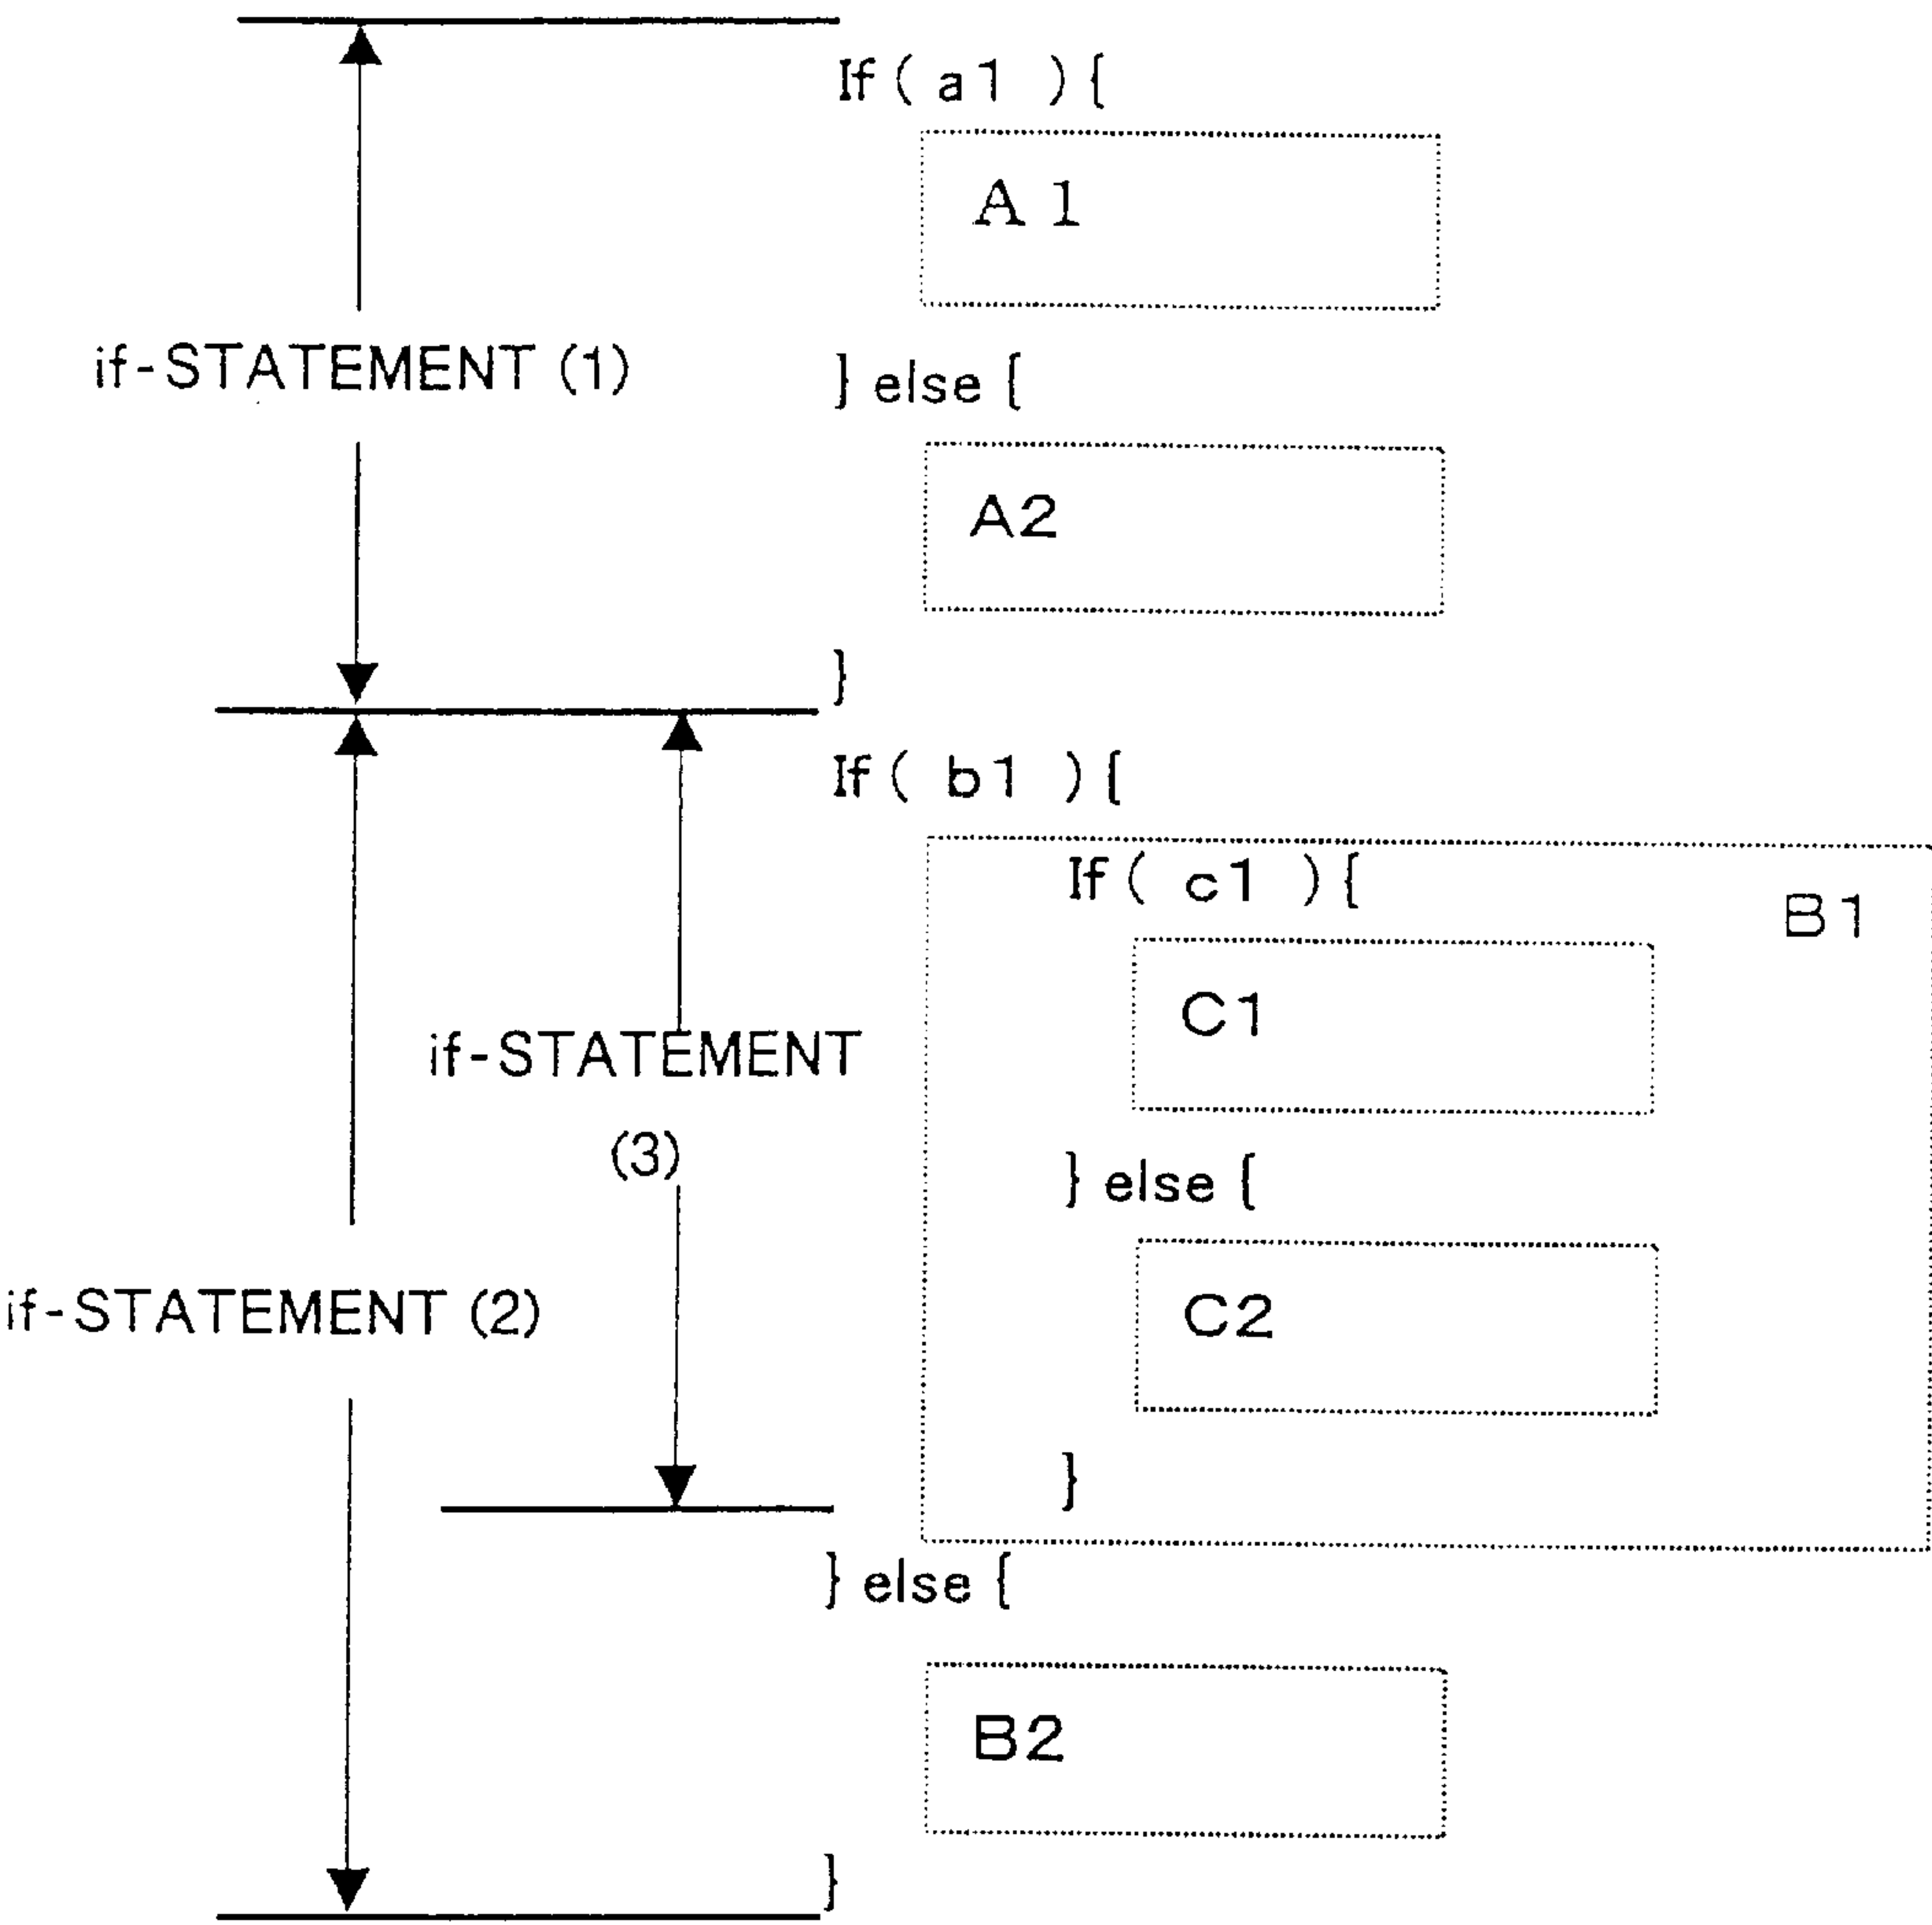 If( a1 ){
A 1
if-STATEMENT (1)
} else {
A2
}
If( b1 ){
If( c1 ){
B1
C1
if-STATEMENT
(3)
} else {
if-STATEMENT (2)
C2
}
} else {
B2
}